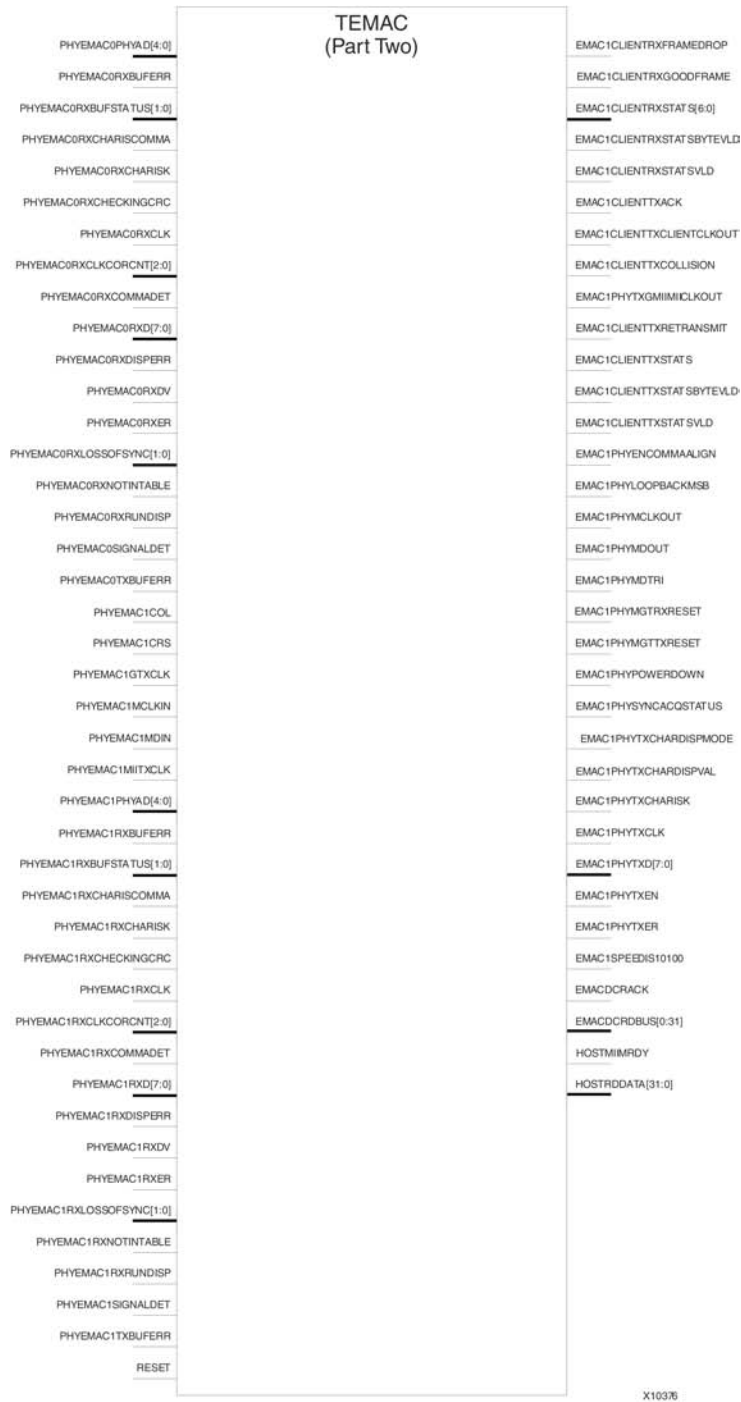 TEMAC
(Part Two)
PHYEMAC0PHYAD[4:0]
PHYEMAC0RXBUFERR
PHYEMAC0RXBUFSTATUS[1:0]
PHYEMAC0RXCHARISCOMMA
PHYEMAC0RXCHARISK
PHYEMAC0RXCHECKINGCRC
PHYEMAC0RXCLK
PHYEMAC0RXCLKCORCNT[2:0]
PHYEMAC0RXCOMMADET
PHYEMAC0RXD[7:0]
PHYEMAC0RXDISPERR
PHYEMAC0RXDV
PHYEMAC0RXER
PHYEMAC0RXLOSSOFSYNC[1:0]
PHYEMAC0RXNOTINTABLE
PHYEMAC0RXRUNDISP
PHYEMAC0SIGNALDET
PHYEMAC0TXBUFERR
PHYEMAC1COL
PHYEMAC1CRS
PHYEMAC1GTXCLK
PHYEMAC1MCLKIN
PHYEMAC1MDIN
PHYEMAC1MIITXCLK
PHYEMAC1PHYAD[4:0]
PHYEMAC1RXBUFERR
PHYEMAC1RXBUFSTATUS[1:0]
PHYEMAC1RXCHARISCOMMA
PHYEMAC1RXCHARISK
PHYEMAC1RXCHECKINGCRC
PHYEMAC1RXCLK
PHYEMAC1RXCLKCORCNT[2:0]
PHYEMAC1RXCOMMADET
PHYEMAC1RXD[7:0]
PHYEMAC1RXDISPERR
PHYEMAC1RXDV
PHYEMAC1RXER
PHYEMAC1RXLOSSOFSYNC[1:0]
PHYEMAC1RXNOTINTABLE
PHYEMAC1RXRUNDISP
PHYEMAC1SIGNALDET
PHYEMAC1TXBUFERR
RESET
EMAC1CLIENTRXFRAMEDROP
EMAC1CLIENTRXGOODFRAME
EMAC1CLIENTRXSTATS[6:0]
EMAC1CLIENTRXSTATSBYTEVLD
EMAC1CLIENTRXSTATSVLD
EMAC1CLIENTTXACK
EMAC1CLIENTTXCLIENTCLKOUT
EMAC1CLIENTTXCOLLISION
EMAC1PHYTXGMIIMIICLKOUT
EMAC1CLIENTTXRETRANSMIT
EMAC1CLIENTTXSTATS
EMAC1CLIENTTXSTATSBYTEVLD
EMAC1CLIENTTXSTATSVLD
EMAC1PHYENCOMMAALIGN
EMAC1PHYLOOPBACKMSB
EMAC1PHYMCLKOUT
EMAC1PHYMDOUT
EMAC1PHYMDTRI
EMAC1PHYMGTRXRESET
EMAC1PHYMGTTXRESET
EMAC1PHYPOWERDOWN
EMAC1PHYSYNCACQSTATUS
EMAC1PHYTXCHARDISPMODE
EMAC1PHYTXCHARDISPVAL
EMAC1PHYTXCHARISK
EMAC1PHYTXCLK
EMAC1PHYTXD[7:0]
EMAC1PHYTXEN
EMAC1PHYTXER
EMAC1SPEEDIS10100
EMACDCRACK
EMACDCRDBUS[0:31]
HOSTMIIMRDY
HOSTRDDATA[31:0]
X10376